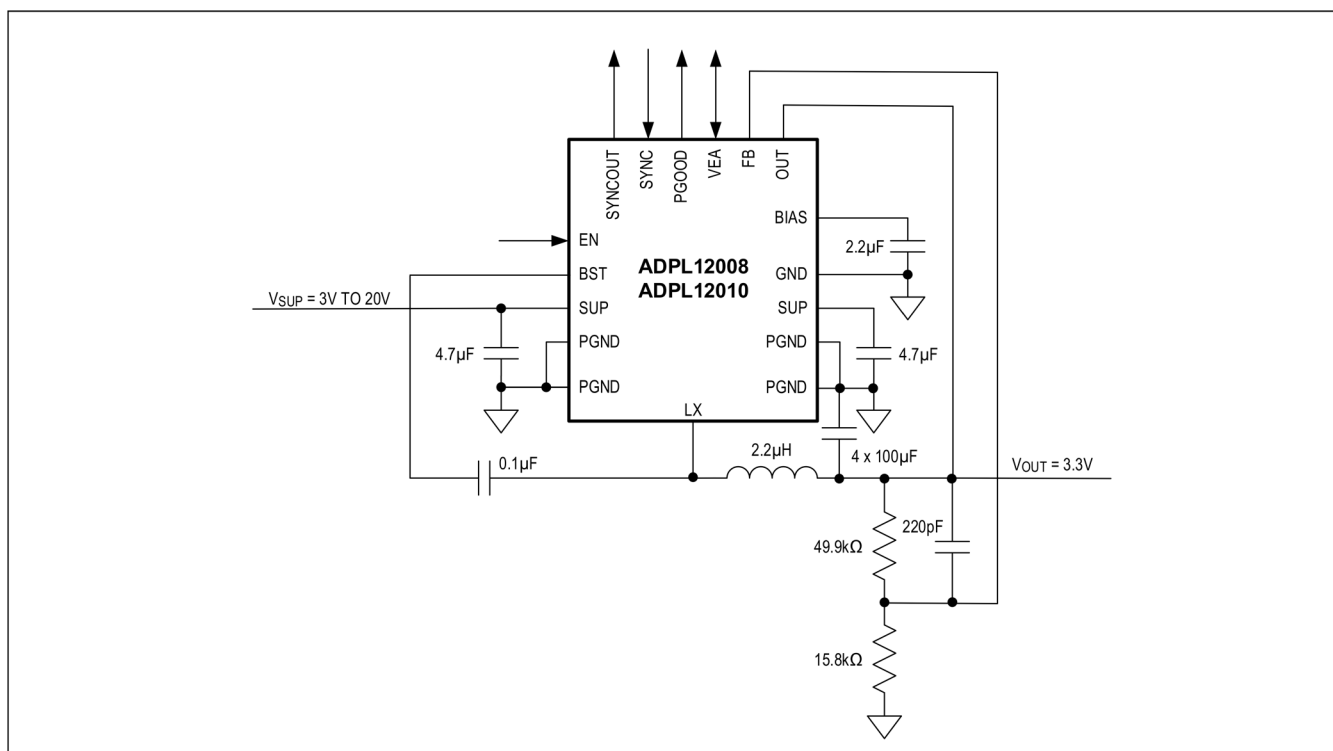 SYNCOUT
SYNC
PGOOD
VEA
FB
OUT
EN
BST
SUP
PGND
PGND
ADPL12008
ADPL12010
BIAS
GND
SUP
PGND
PGND
LX
VSUP = 3V TO 20V
4.7µF
2.2µF
4.7µF
0.1µF
2.2µH
4 x 100µF
VOUT = 3.3V
49.9kΩ
220pF
15.8kΩ